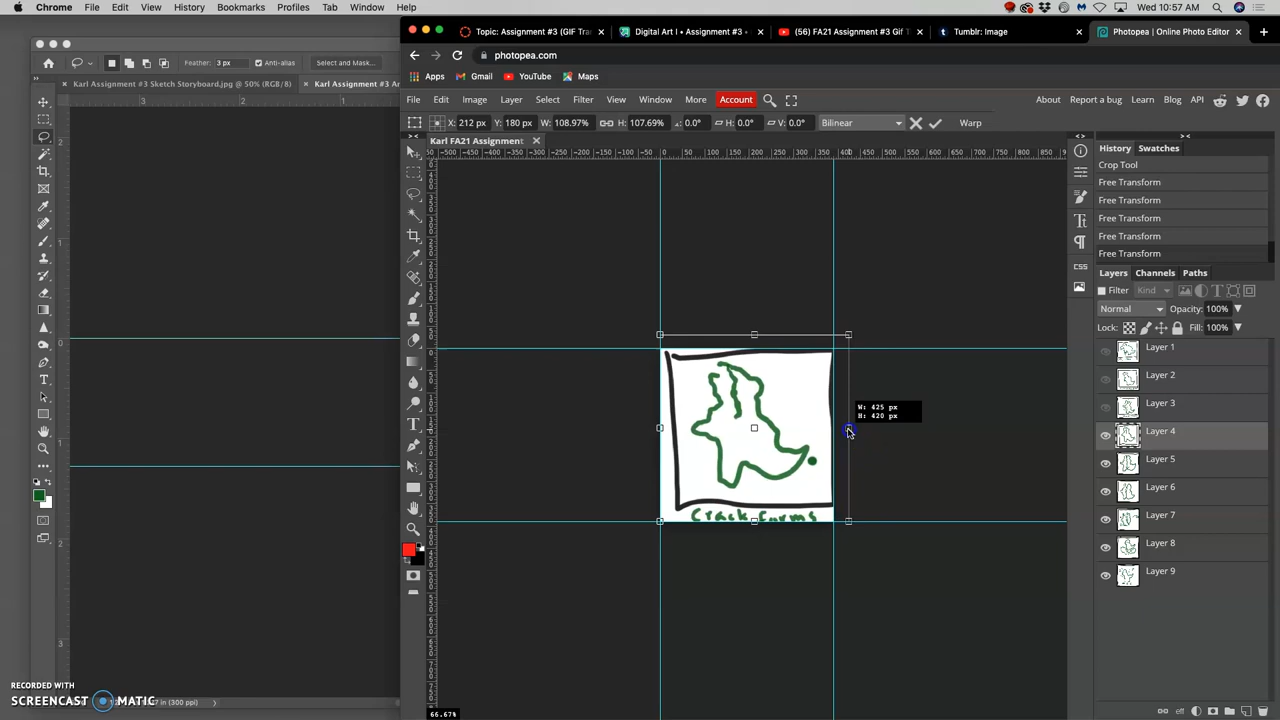 Chrome File Edit View History Bookmarks Profiles Tab Window Help Wed 10:57 AM
Topic: Assignment #3 (GIF Tra Digital Art I • Assignment #3 • (56) FA21 Assignment #3 Gif T Tumblr: Image Photopea | Online Photo Editor
photopea.com
Apps Gmail YouTube Maps
File Edit Image Layer Select Filter View Window More Account About Report a bug Learn Blog API
X: 212 px Y: 180 px W: 108.97% H: 107.69% 0.0° H: 0.0° V: 0.0° Bilinear Warp
Feather: 3 px Anti-alias Select and Mask...
Karl Assignment #3 Sketch Storyboard.jpg @ 50% (RGB/8) Karl Assignment #3 Ar
Karl FA21 Assignment
History Swatches
Crop Tool
Free Transform
Free Transform
Free Transform
Free Transform
Free Transform
Layers Channels Paths
Filter Kind
Normal Opacity: 100%
Lock: Fill: 100%
Layer 1
Layer 2
Layer 3
Layer 4
Layer 5
Layer 6
Layer 7
Layer 8
Layer 9
CSS
W: 425 px
H: 420 px
Crack Forms
RECORDED WITH
SCREENCAST MATIC
(300 ppi)
66.67%